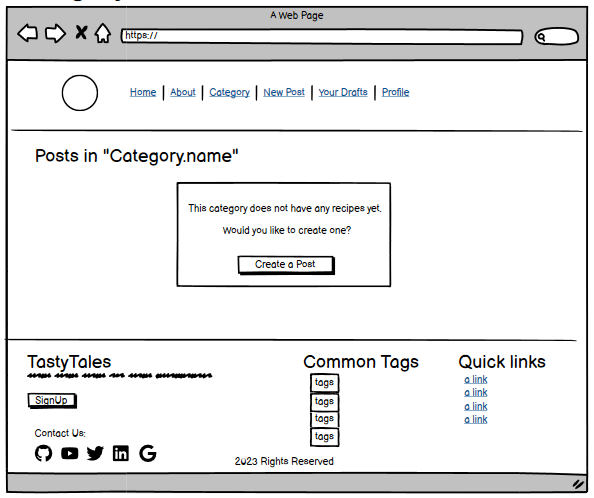 A Web Page
https://
Home | About | Category | New Post | Your Drafts | Profile
Posts in "Category.name"
This category does not have any recipes yet.
Would you like to create one?
Create a Post
TastyTales
SignUp
Contact Us:
Common Tags
tags
tags
tags
tags
Quick links
a link
a link
a link
a link
2023 Rights Reserved